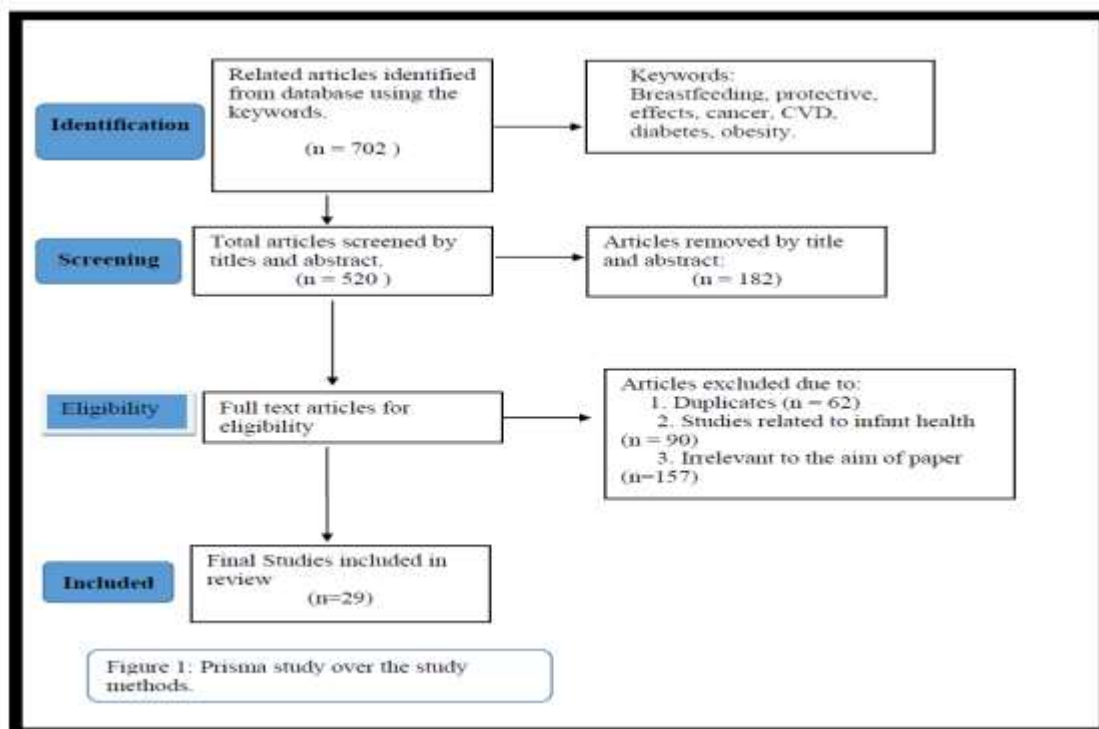 Identification
Related articles identified
from database using the
keywords.
(n = 702 )
Keywords:
Breastfeeding, protective,
effects, cancer, CVD,
diabetes, obesity.
Screening
Total articles screened by
titles and abstract.
(n = 520 )
Articles removed by title
and abstract:
(n = 182)
Eligibility
Full text articles for
eligibility
Articles excluded due to:
1. Duplicates (n = 62)
2. Studies related to infant health
(n = 90)
3. Irrelevant to the aim of paper
(n=157)
Included
Final Studies included in
review
(n=29)
Figure 1: Prisma study over the study
methods.